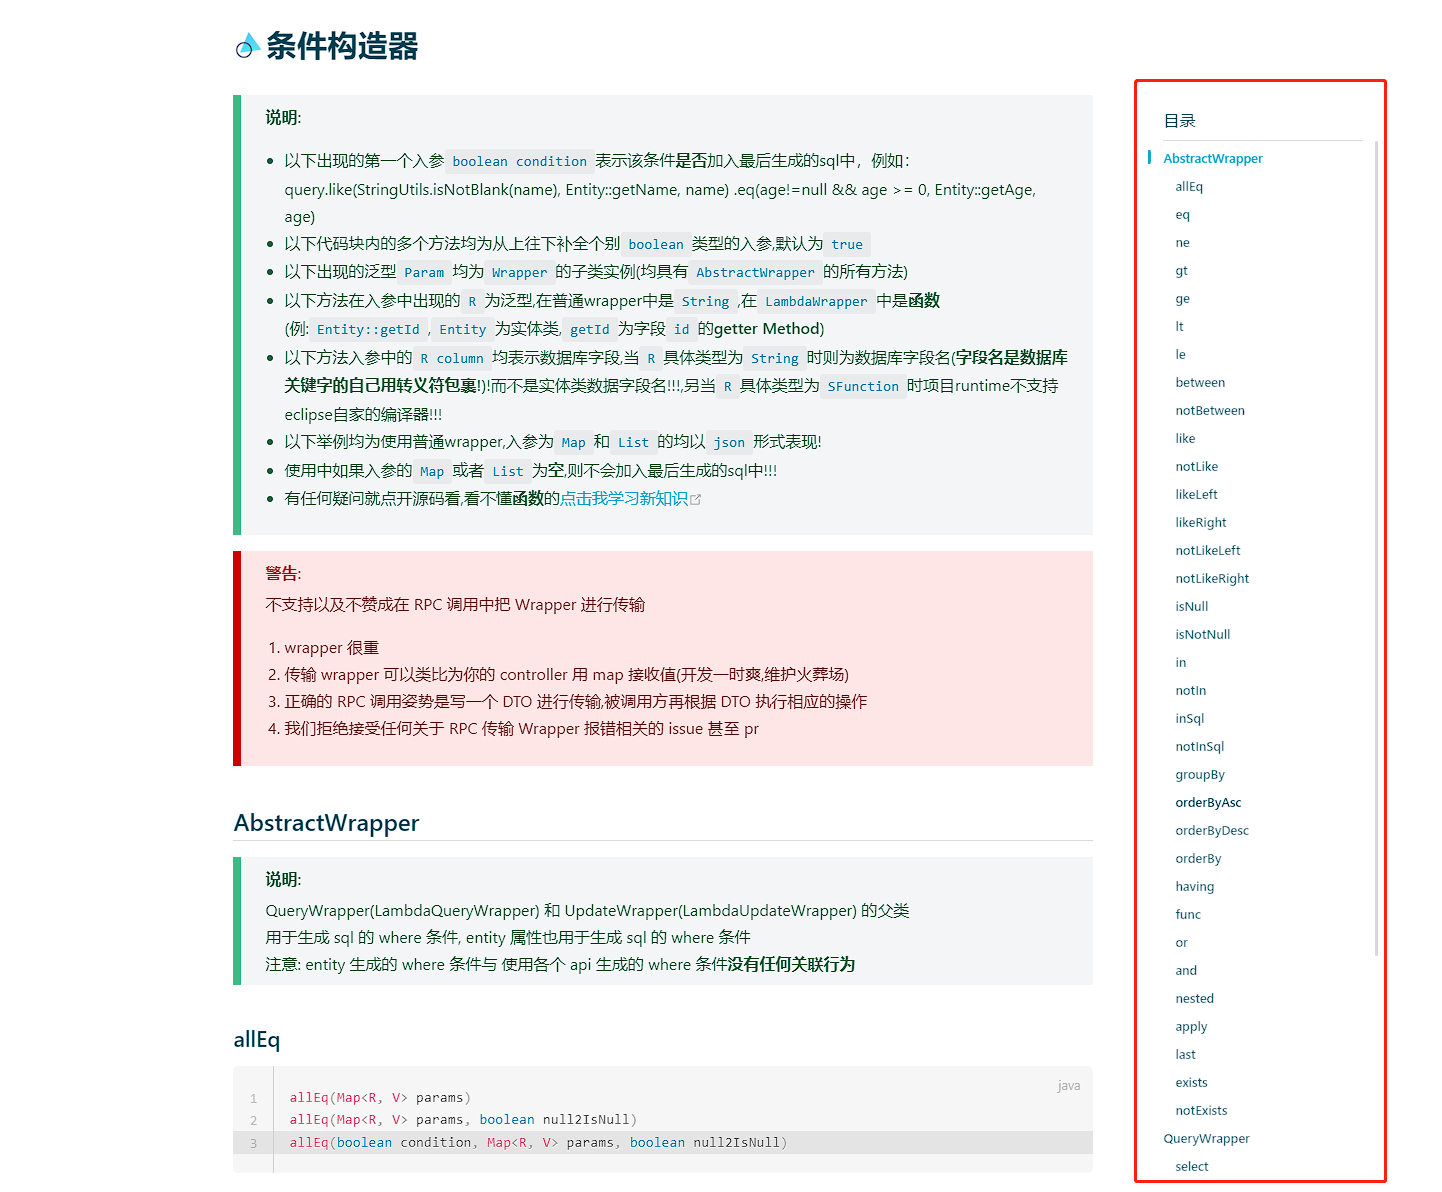 条件构造器
说明:
以下出现的第一个入参 boolean condition 表示该条件是否加入最后生成的sql中，例如：
query.like(StringUtils.isNotBlank(name), Entity::getName, name) .eq(age!=null && age >= 0, Entity::getAge,
age)
以下代码块内的多个方法均为从上往下补全个别 boolean 类型的入参,默认为 true
以下出现的泛型 Param 均为 Wrapper 的子类实例(均具有 AbstractWrapper 的所有方法)
以下方法在入参中出现的 R 为泛型,在普通wrapper中是 String ,在 LambdaWrapper 中是函数
(例: Entity::getId , Entity 为实体类, getId 为字段 id 的getter Method)
以下方法入参中的 R column 均表示数据库字段,当 R 具体类型为 String 时则为数据库字段名(字段名是数据库
关键字的自己用转义符包裹!)!而不是实体类数据字段名!!!,另当 R 具体类型为 SFunction 时项目runtime不支持
eclipse自家的编译器!!!
以下举例均为使用普通wrapper,入参为 Map 和 List 的均以 json 形式表现!
使用中如果入参的 Map 或者 List 为空,则不会加入最后生成的sql中!!!
有任何疑问就点开源码看,看不懂函数的点击我学习新知识
警告:
不支持以及不赞成在 RPC 调用中把 Wrapper 进行传输
1. wrapper 很重
2. 传输 wrapper 可以类比为你的 controller 用 map 接收值(开发一时爽,维护火葬场)
3. 正确的 RPC 调用姿势是写一个 DTO 进行传输,被调用方再根据 DTO 执行相应的操作
4. 我们拒绝接受任何关于 RPC 传输 Wrapper 报错相关的 issue 甚至 pr
AbstractWrapper
说明:
QueryWrapper(LambdaQueryWrapper) 和 UpdateWrapper(LambdaUpdateWrapper) 的父类
用于生成 sql 的 where 条件, entity 属性也用于生成 sql 的 where 条件
注意: entity 生成的 where 条件与 使用各个 api 生成的 where 条件没有任何关联行为
allEq
java
1 allEq(Map<R, V> params)
2 allEq(Map<R, V> params, boolean null2IsNull)
3 allEq(boolean condition, Map<R, V> params, boolean null2IsNull)
目录
AbstractWrapper
allEq
eq
ne
gt
ge
lt
le
between
notBetween
like
notLike
likeLeft
likeRight
notLikeLeft
notLikeRight
isNull
isNotNull
in
notIn
inSql
notInSql
groupBy
orderByAsc
orderByDesc
orderBy
having
func
or
and
nested
apply
last
exists
notExists
QueryWrapper
select